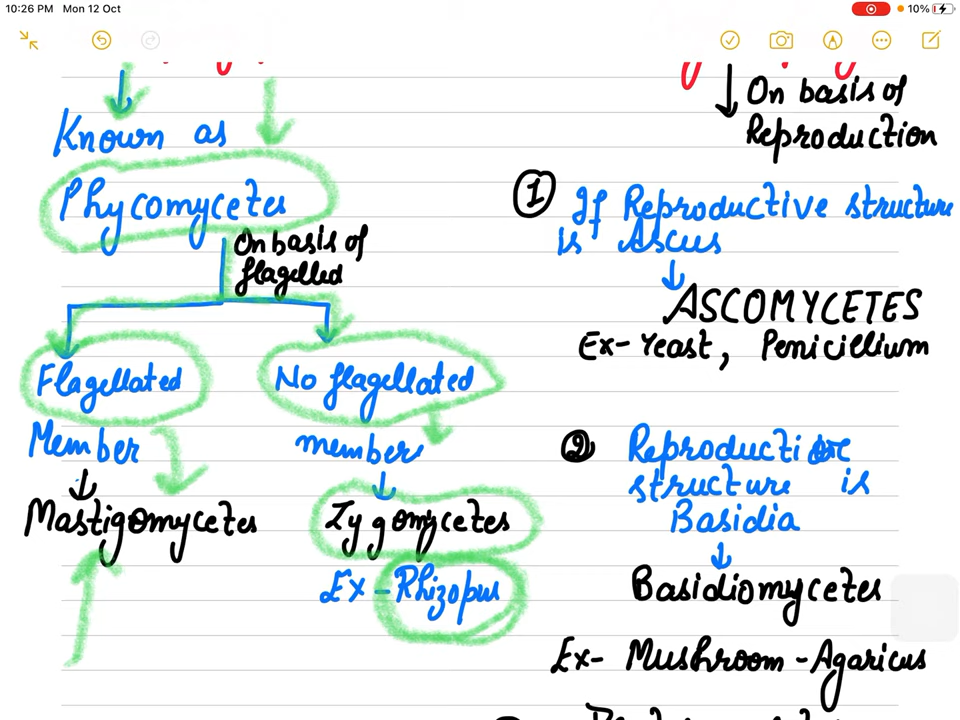 10:26 PM Mon 12 Oct
10%
Known as
Phycomycetes
On basis of
flagelled
Flagellated
Member
Mastigomycetes
No flagellated
members
Zygomycetes
Ex - Rhizopus
On basis of
Reproduction
1
If Reproductive structure
is Ascus
ASCOMYCETES
Ex- Yeast, Penicillium
2
Reproductive
structure is
Basidia
Basidiomycetes
Ex- Mushroom - Agaricus